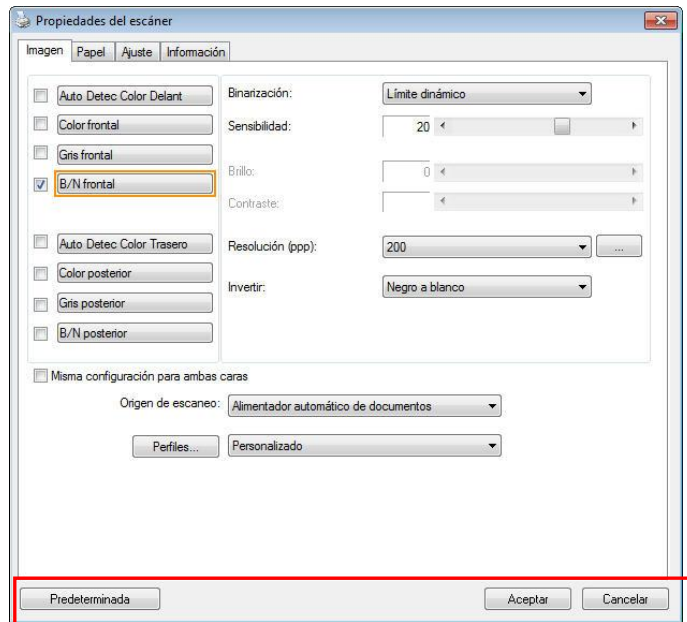 Propiedades del escáner
Imagen Papel Ajuste Información
Auto Detec Color Delant
Color frontal
Gris frontal
B/N frontal
Auto Detec Color Trasero
Color posterior
Gris posterior
B/N posterior
Binarización: Límite dinámico
Sensibilidad: 20
Brillo: 0
Contraste:
Resolución (ppp): 200 ...
Invertir: Negro a blanco
Misma configuración para ambas caras
Origen de escaneo: Alimentador automático de documentos
Perfiles... Personalizado
Predeterminada Aceptar Cancelar